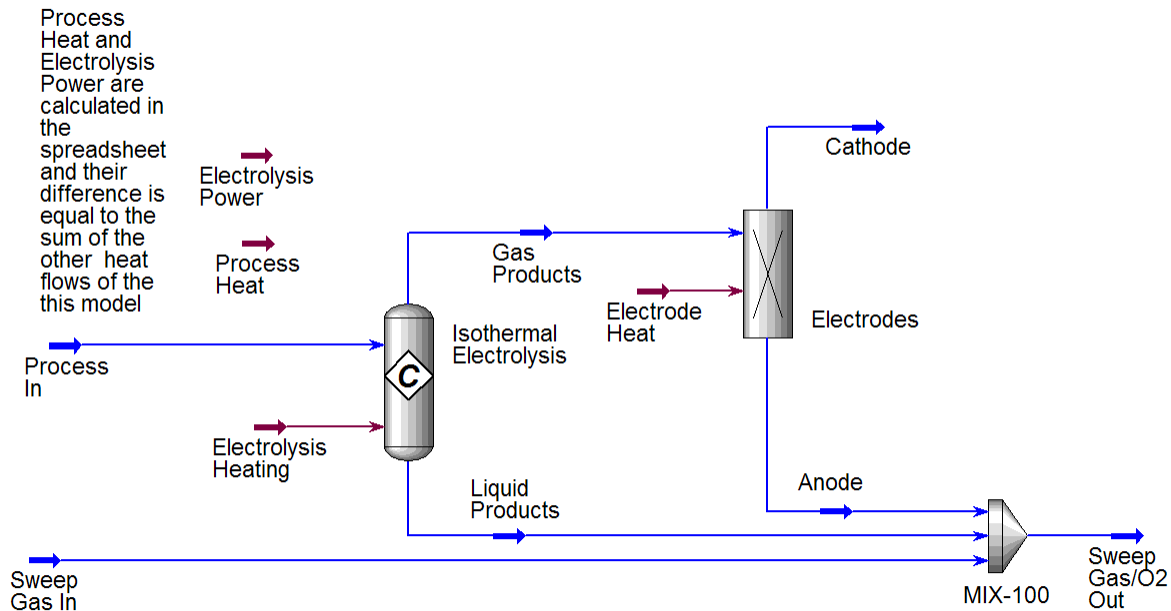 Process
Heat and
Electrolysis
Power are
calculated in
the
spreadsheet
and their
difference is
equal to the
sum of the
other heat
flows of the
this model
Electrolysis
Power
Process
Heat
Cathode
Gas
Products
Electrode
Heat
Electrodes
Isothermal
Electrolysis
C
Process
In
Electrolysis
Heating
Liquid
Products
Anode
Sweep
Gas In
MIX-100
Sweep
Gas/O2
Out